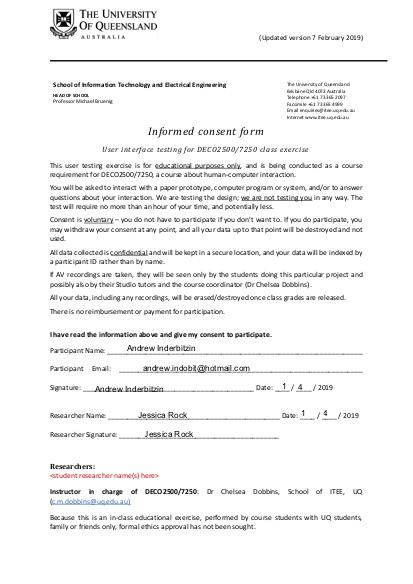 THE UNIVERSITY
OF QUEENSLAND
AUSTRALIA
(Updated version 7 February 2019)
School of Information Technology and Electrical Engineering
HEAD OF SCHOOL
Professor Michael Bruenig
The University of Queensland
Brisbane Qld 4072 Australia
Telephone +61 7 3365 2097
Facsimile +61 7 3365 4999
Email enquiries@itee.uq.edu.au
Internet www.itee.uq.edu.au
Informed consent form
User interface testing for DECO2500/7250 class exercise
This user testing exercise is for educational purposes only, and is being conducted as a course
requirement for DECO2500/7250, a course about human-computer interaction.
You will be asked to interact with a paper prototype, computer program or system, and/or to answer
questions about your interaction. We are testing the design; we are not testing you in any way. The
test will require no more than an hour of your time, and potentially less.
Consent is voluntary – you do not have to participate if you don't want to. If you do participate, you
may withdraw your consent at any point, and all your data up to that point will be destroyed and not
used.
All data collected is confidential and will be kept in a secure location, and your data will be indexed by
a participant ID rather than by name.
If AV recordings are taken, they will be seen only by the students doing this particular project and
possibly also by their Studio tutors and the course coordinator (Dr Chelsea Dobbins).
All your data, including any recordings, will be erased/destroyed once class grades are released.
There is no reimbursement or payment for participation.
I have read the information above and give my consent to participate.
Participant Name: Andrew Inderbitzin
Participant Email: andrew.indobit@hotmail.com
Signature: Andrew Inderbitzin Date: 1 / 4 / 2019
Researcher Name: Jessica Rock Date: 1 / 4 / 2019
Researcher Signature: Jessica Rock
Researchers:
<student researcher name(s) here>
Instructor in charge of DECO2500/7250: Dr Chelsea Dobbins, School of ITEE, UQ
(c.m.dobbins@uq.edu.au)
Because this is an in-class educational exercise, performed by course students with UQ students,
family or friends only, formal ethics approval has not been sought.